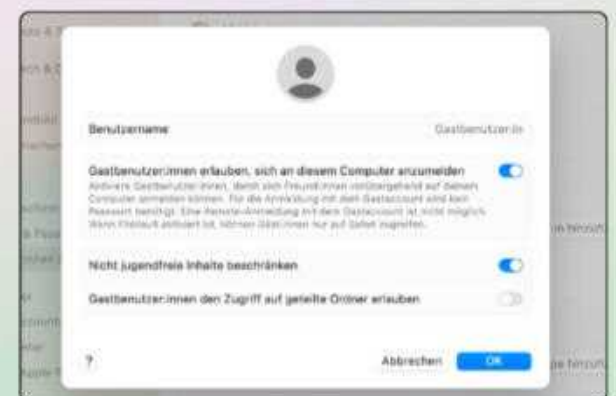 Benutzername
Gastbenutzer:in
Gastbenutzer:innen erlauben, sich an diesem Computer anzumelden
Aktiviere Gastbenutzer:innen, damit sich Freund:innen vorübergehend auf deinem
Computer anmelden können. Für die Anmeldung mit dem Gastaccount wird kein
Passwort benötigt. Eine Remote-Anmeldung mit dem Gastaccount ist nicht möglich.
Wenn FileVault aktiviert ist, können Gäst:innen nur auf Safari zugreifen.
Nicht jugendfreie Inhalte beschränken
Gastbenutzer:innen den Zugriff auf geteilte Ordner erlauben
?
Abbrechen
OK